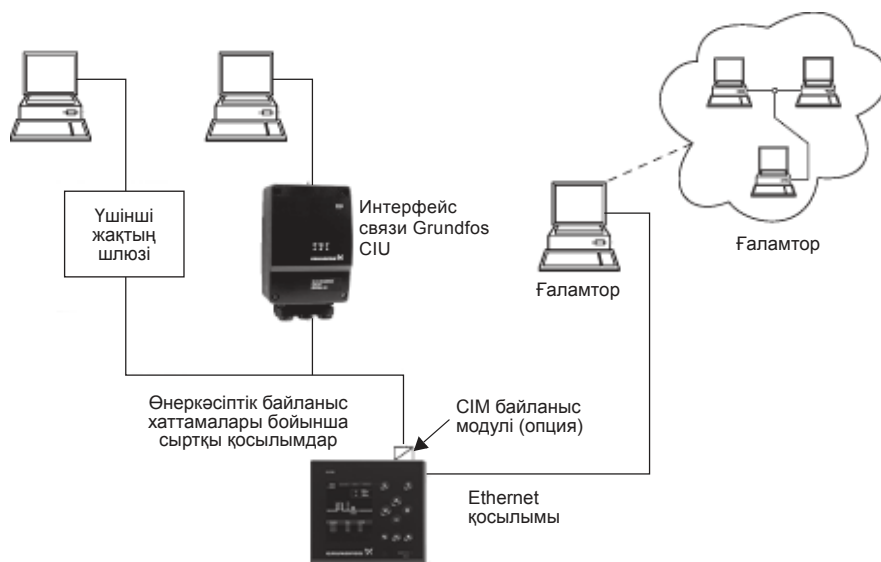 Үшінші
жақтың
шлюзі
Интерфейс
связи Grundfos
CIU
Ғаламтор
Ғаламтор
Өнеркәсіптік байланыс
хаттамалары бойынша
сыртқы қосылымдар
CIM байланыс
модулі (опция)
Ethernet
қосылымы